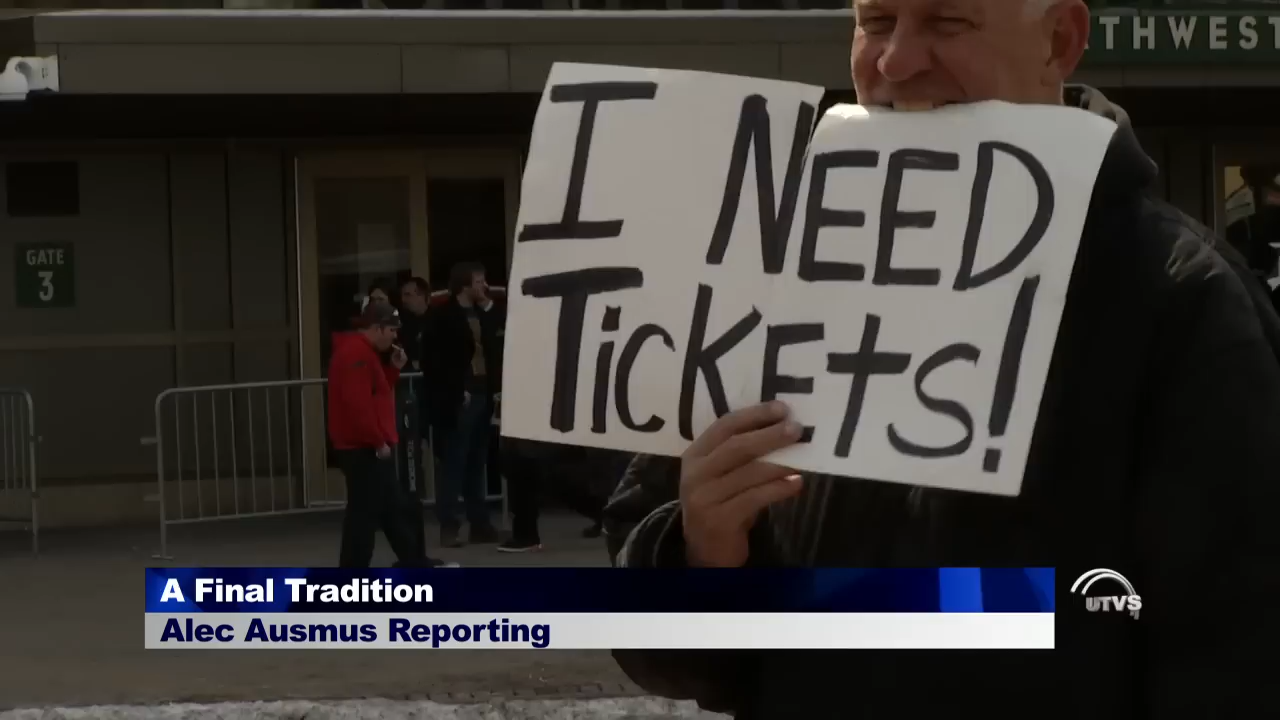 THWEST
I NEED
TickEtS!
GATE
3
A Final Tradition
Alec Ausmus Reporting
UTVS